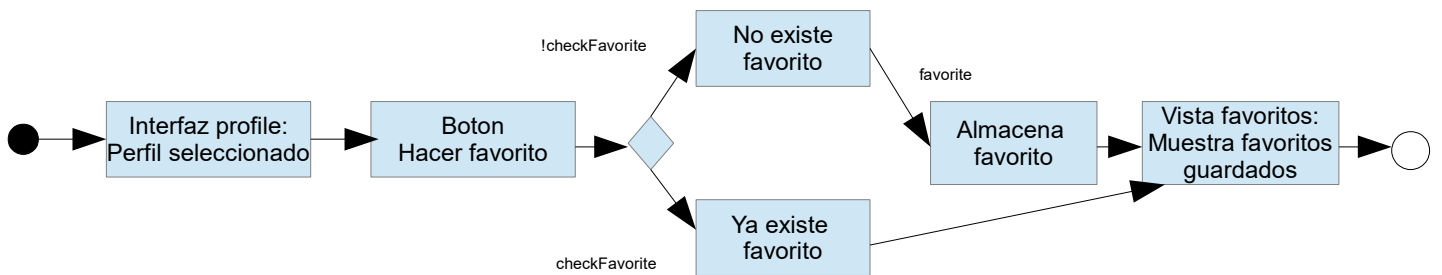 Interfaz profile:
Perfil seleccionado
Boton
Hacer favorito
!checkFavorite
No existe
favorito
favorite
Almacena
favorito
checkFavorite
Ya existe
favorito
Vista favoritos:
Muestra favoritos
guardados